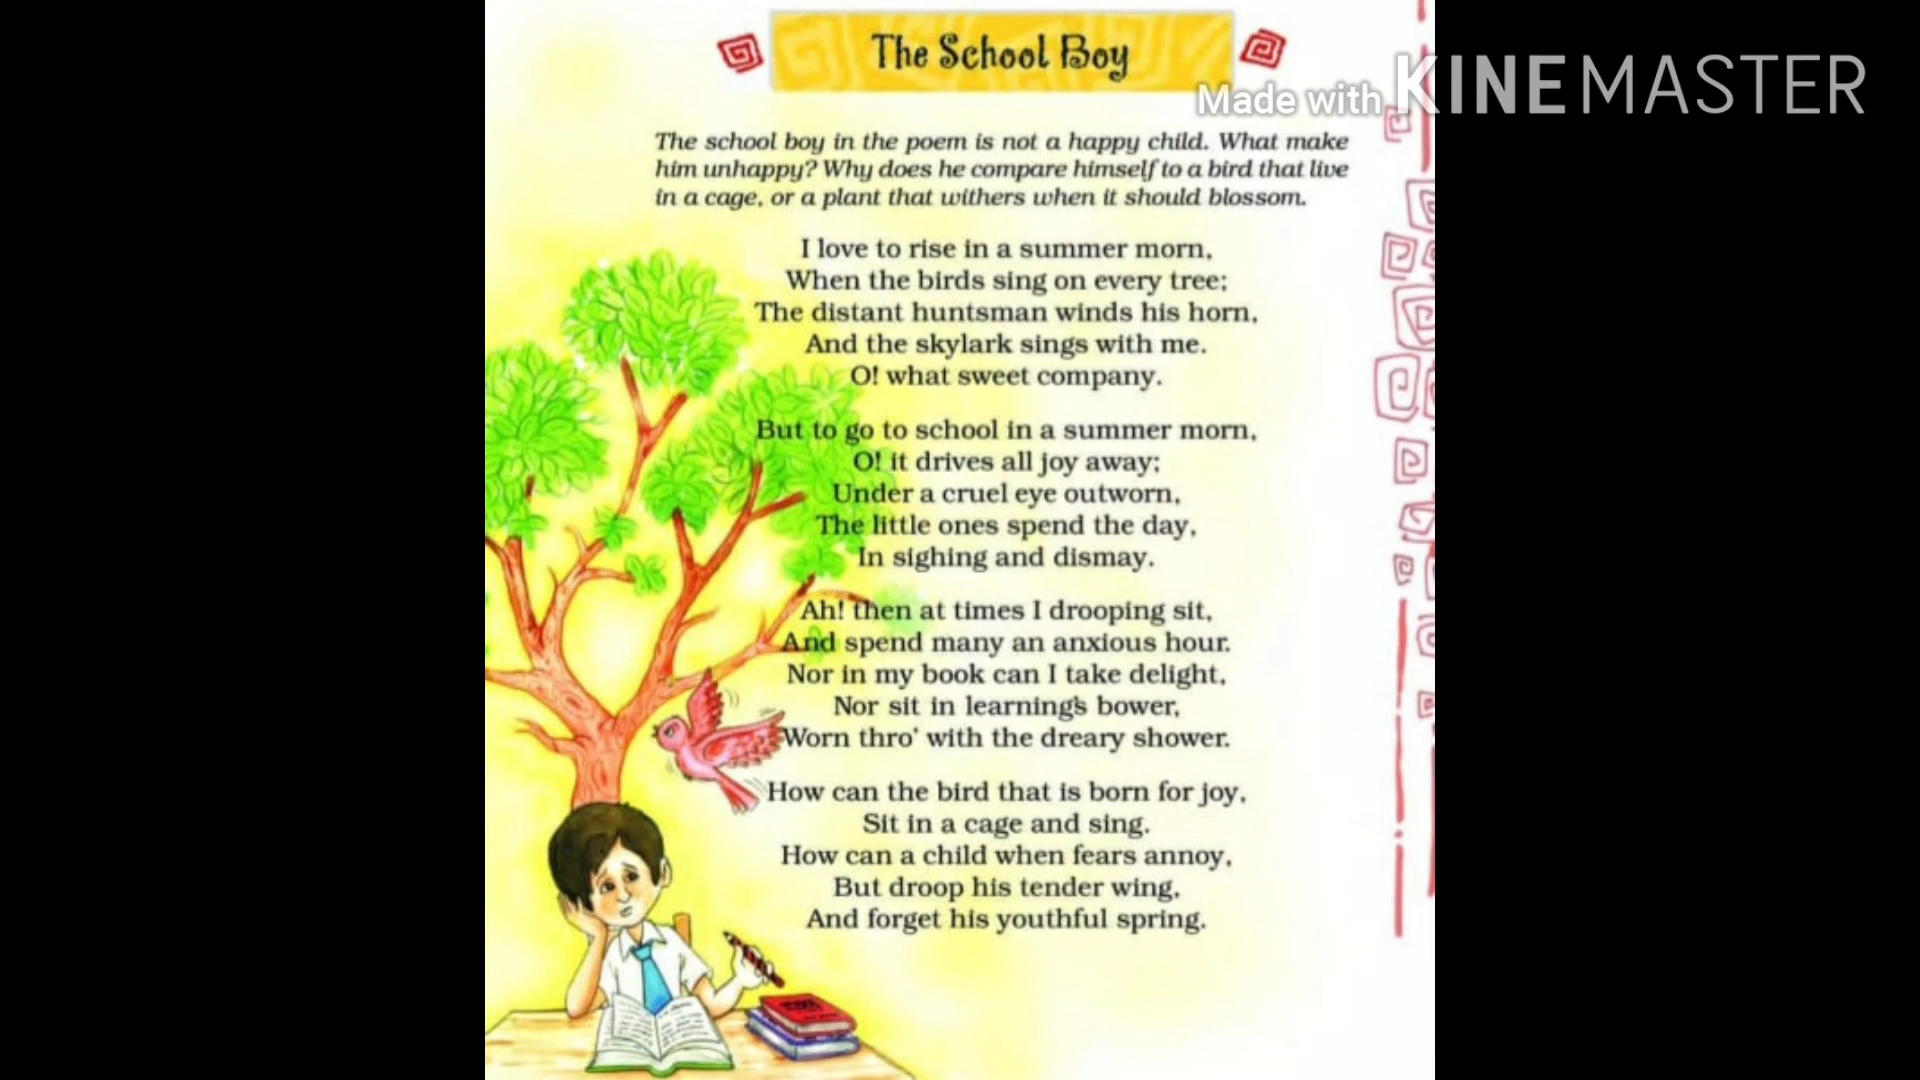 The School Boy
Made with KINEMASTER
The school boy in the poem is not a happy child. What make
him unhappy? Why does he compare himself to a bird that live
in a cage, or a plant that withers when it should blossom.
I love to rise in a summer morn,
When the birds sing on every tree;
The distant huntsman winds his horn,
And the skylark sings with me.
O! what sweet company.
But to go to school in a summer morn,
O! it drives all joy away;
Under a cruel eye outworn,
The little ones spend the day,
In sighing and dismay.
Ah! then at times I drooping sit,
And spend many an anxious hour.
Nor in my book can I take delight,
Nor sit in learning's bower,
Worn thro' with the dreary shower.
How can the bird that is born for joy,
Sit in a cage and sing.
How can a child when fears annoy,
But droop his tender wing,
And forget his youthful spring.